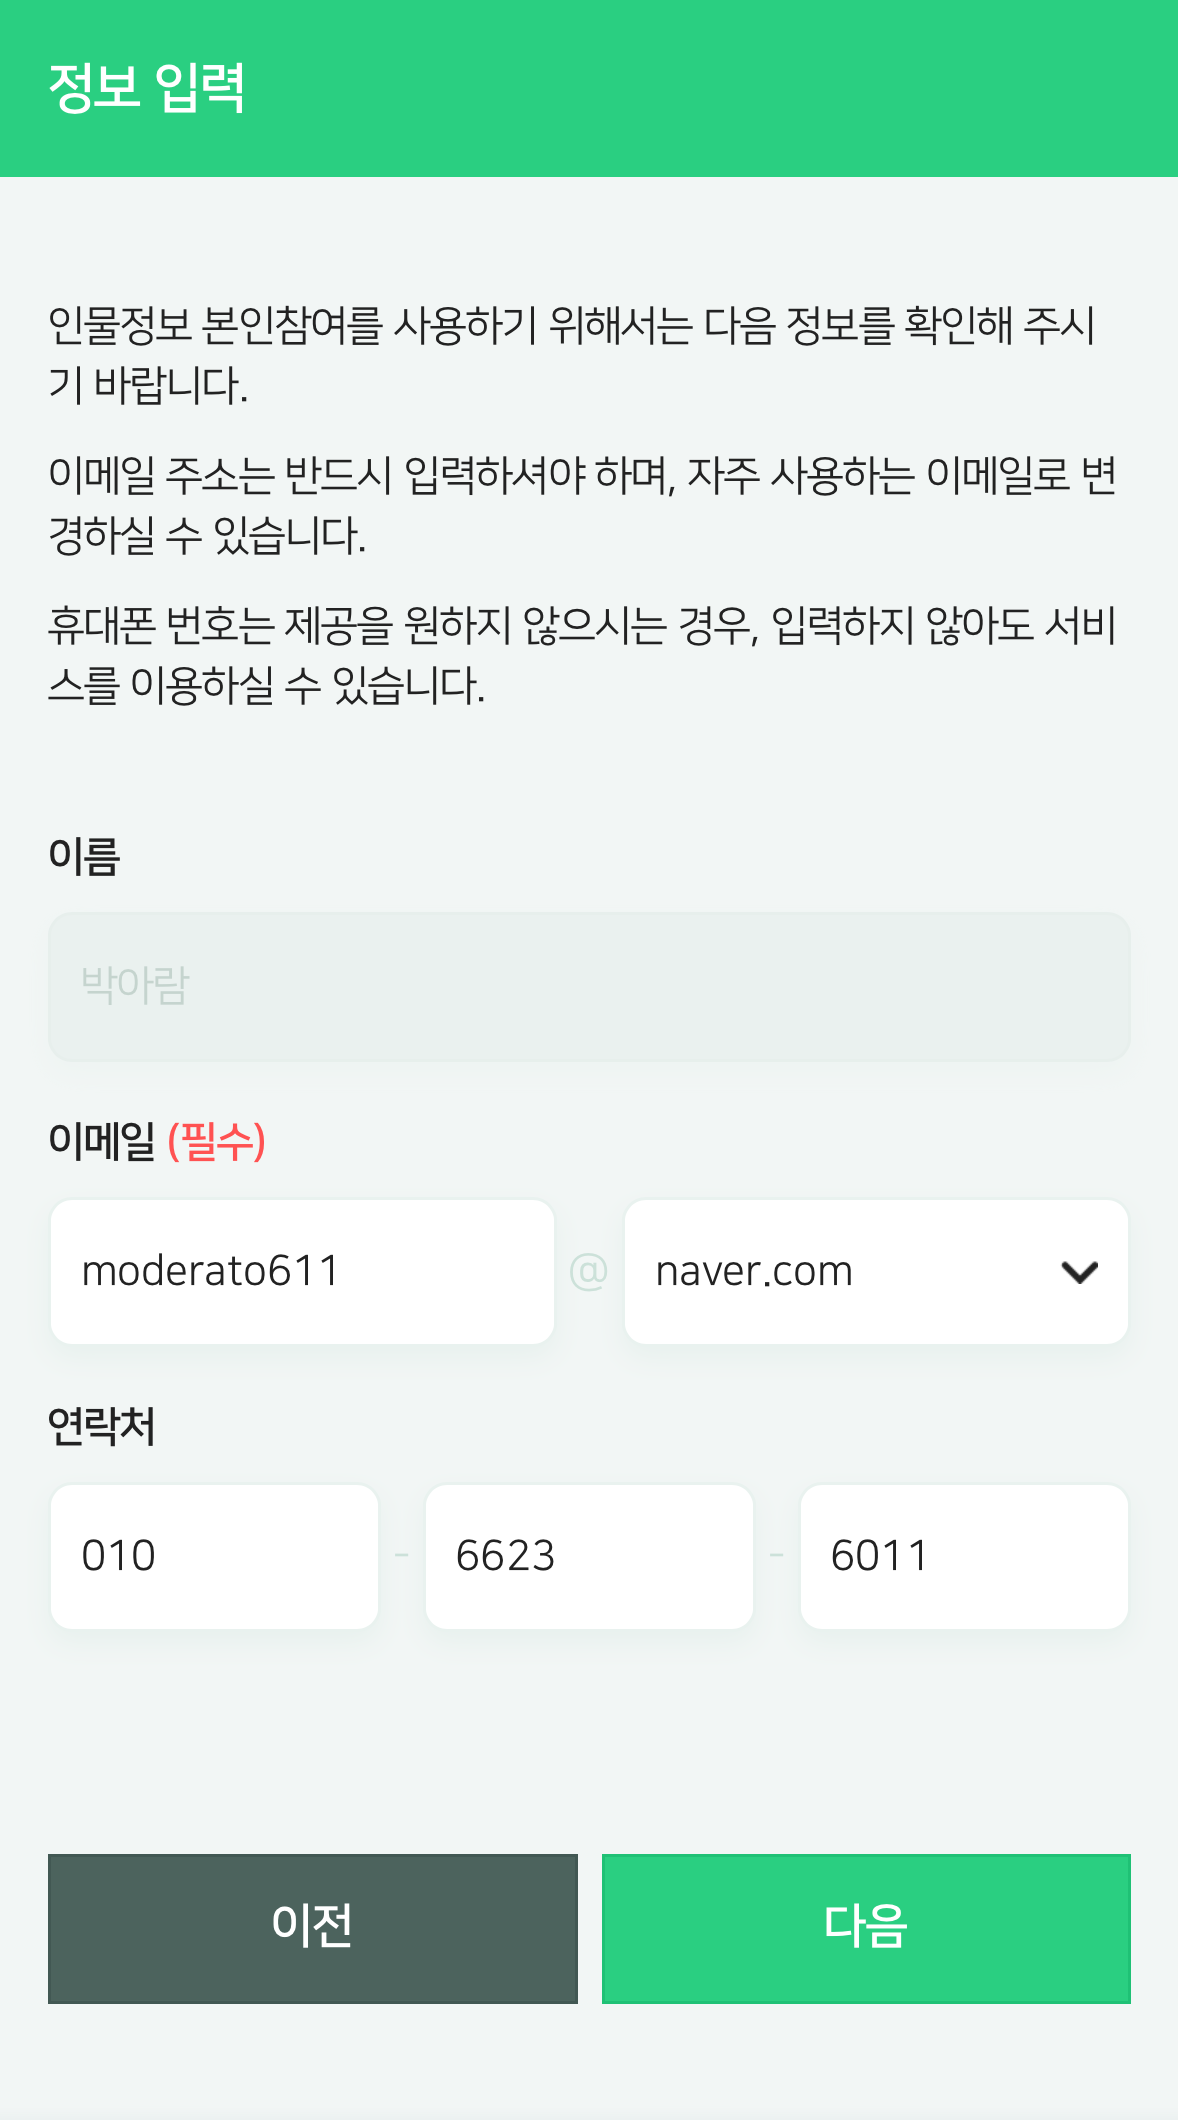 정보 입력
인물정보 본인참여를 사용하기 위해서는 다음 정보를 확인해 주시
기 바랍니다.
이메일 주소는 반드시 입력하셔야 하며, 자주 사용하는 이메일로 변
경하실 수 있습니다.
휴대폰 번호는 제공을 원하지 않으시는 경우, 입력하지 않아도 서비
스를 이용하실 수 있습니다.
이름
박아람
이메일 (필수)
moderato611 @ naver.com
연락처
010 - 6623 - 6011
이전 다음